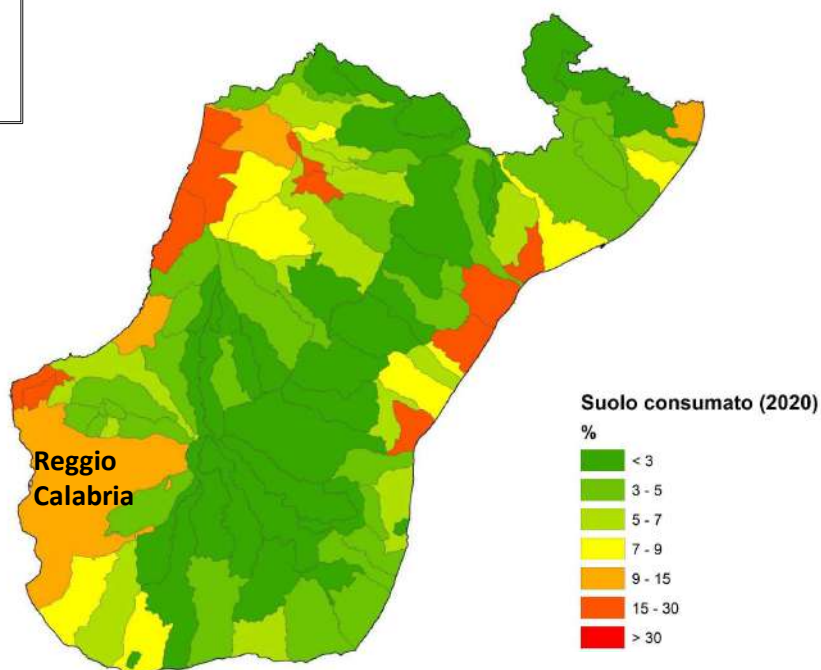 Reggio
Calabria
Suolo consumato (2020)
%
< 3
3 - 5
5 - 7
7 - 9
9 - 15
15 - 30
> 30